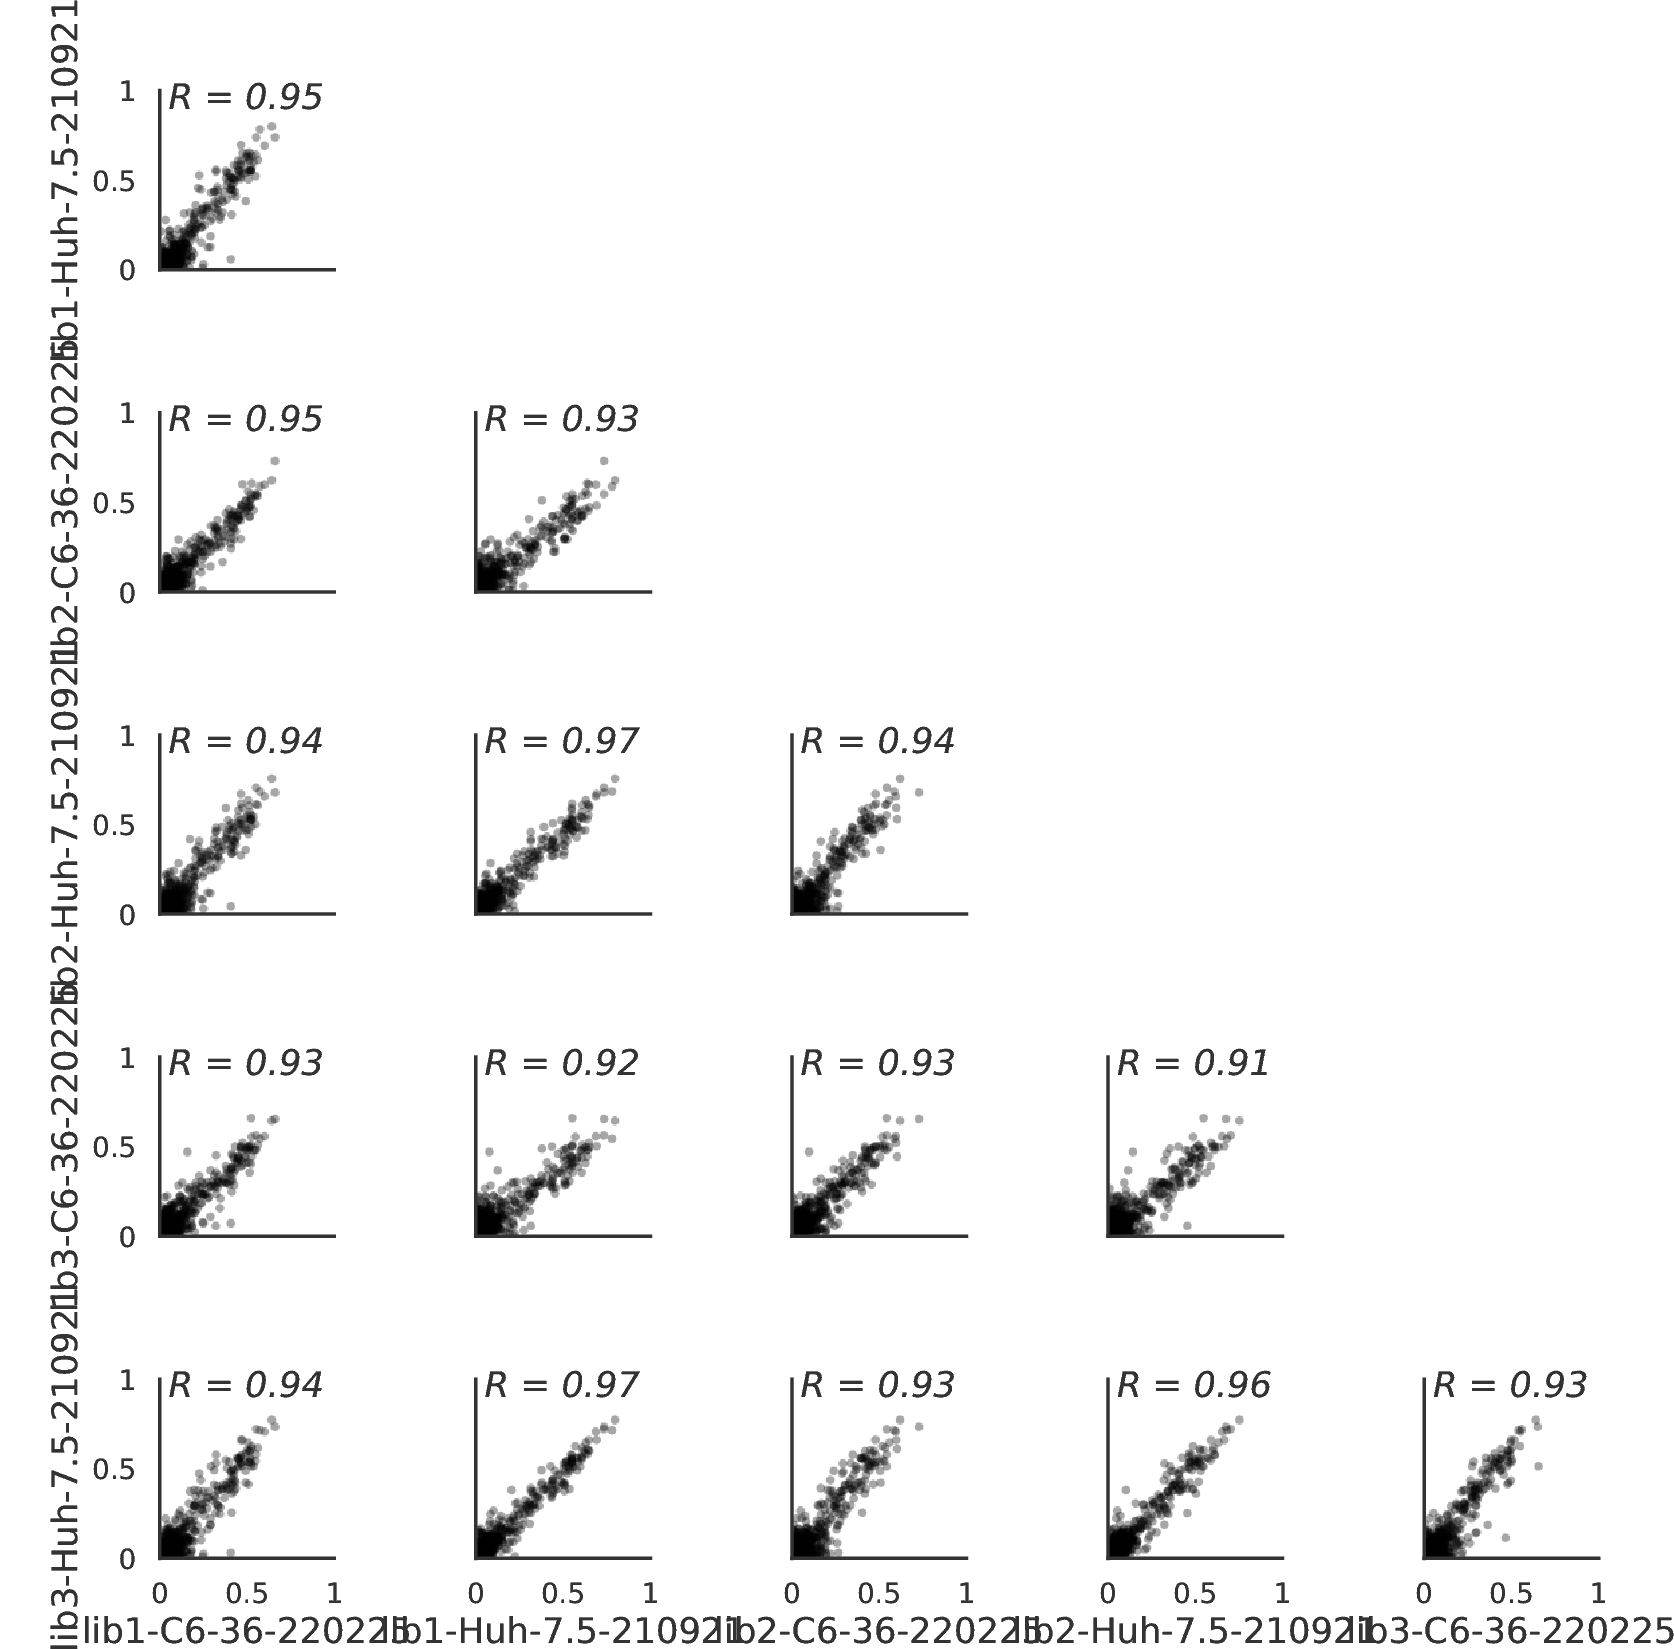 lib1-Huh-7.5-210921
1
R = 0.95
0.5
0
lib2-C6-36-220225
1
R = 0.95
R = 0.93
0.5
0
lib2-Huh-7.5-210921
1
R = 0.94
R = 0.97
R = 0.94
0.5
0
lib3-C6-36-220225
1
R = 0.93
R = 0.92
R = 0.93
R = 0.91
0.5
0
lib3-Huh-7.5-210921
1
R = 0.94
R = 0.97
R = 0.93
R = 0.96
R = 0.93
0.5
0
0 0.5 1
0 0.5 1
0 0.5 1
0 0.5 1
0 0.5 1
lib1-C6-36-220225
lib1-Huh-7.5-210921
lib2-C6-36-220225
lib2-Huh-7.5-210921
lib3-C6-36-220225